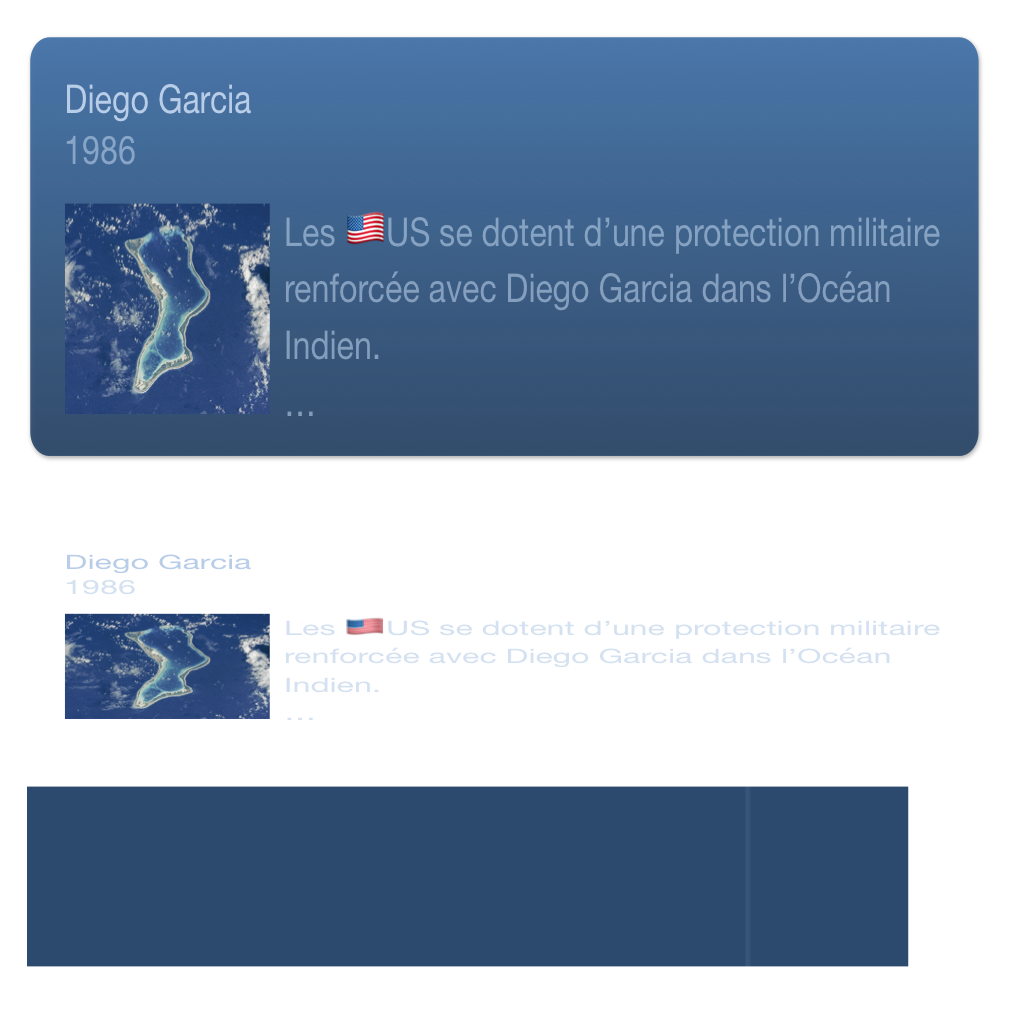 Diego Garcia
1986
Les 🇺🇸US se dotent d’une protection militaire
renforcée avec Diego Garcia dans l’Océan
Indien.
...
Diego Garcia
1986
Les 🇺🇸US se dotent d’une protection militaire
renforcée avec Diego Garcia dans l’Océan
Indien.
...